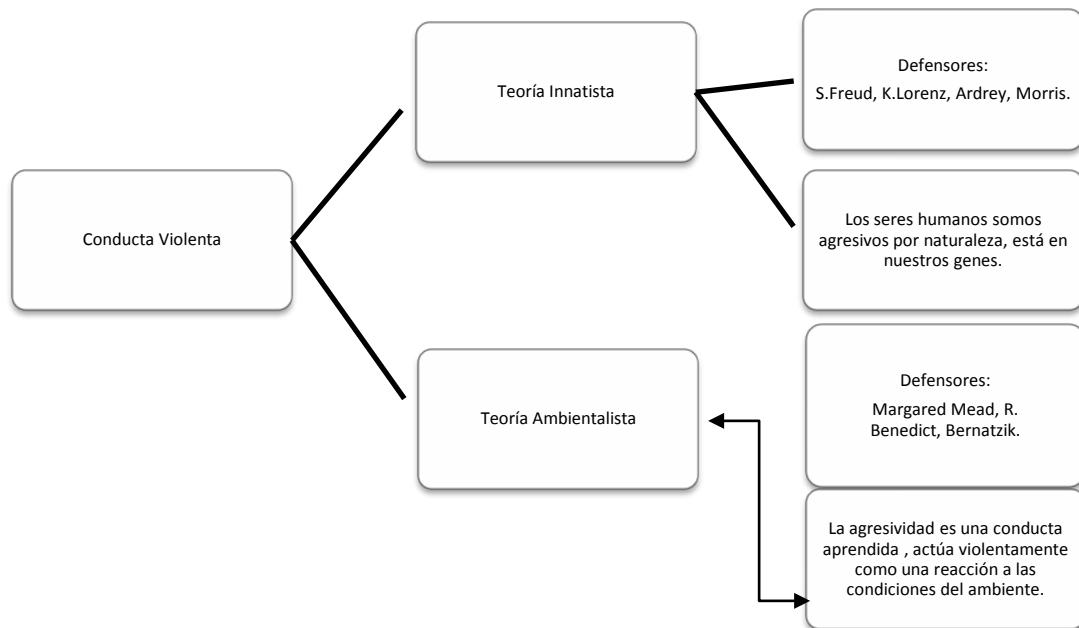 Conducta Violenta
Teoría Innatista
Defensores:
S.Freud, K.Lorenz, Ardrey, Morris.
Los seres humanos somos
agresivos por naturaleza, está en
nuestros genes.
Teoría Ambientalista
Defensores:
Margared Mead, R.
Benedict, Bernatzik.
La agresividad es una conducta
aprendida , actúa violentamente
como una reacción a las
condiciones del ambiente.